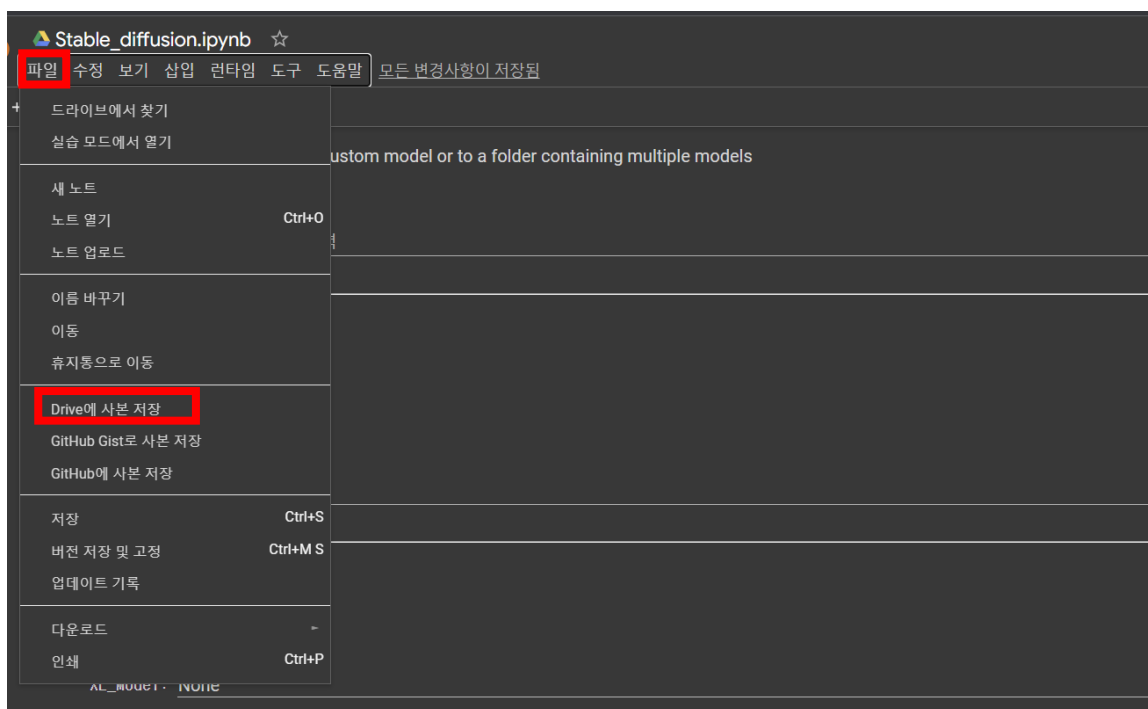 Stable_diffusion.ipynb
파일 수정 보기 삽입 런타임 도구 도움말 모든 변경사항이 저장됨
드라이브에서 찾기
실습 모드에서 열기
ustom model or to a folder containing multiple models
새 노트
노트 열기 Ctrl+O
노트 업로드
이름 바꾸기
이동
휴지통으로 이동
Drive에 사본 저장
GitHub Gist로 사본 저장
GitHub에 사본 저장
저장 Ctrl+S
버전 저장 및 고정 Ctrl+M S
업데이트 기록
다운로드
인쇄 Ctrl+P
XL_Model: None